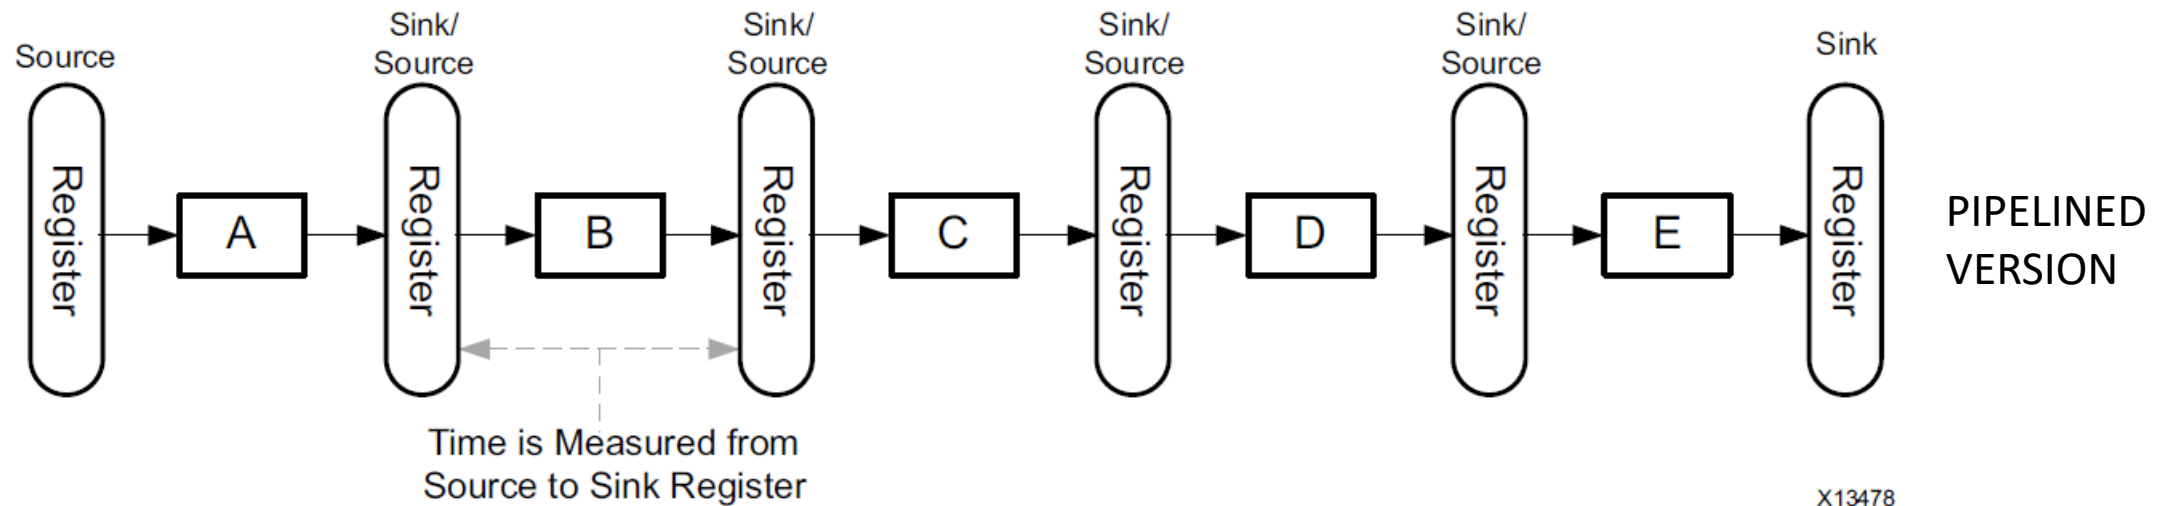 Source
Sink/
Source
Sink/
Source
Sink/
Source
Sink/
Source
Sink
Register
A
Register
B
Register
C
Register
D
Register
E
Register
PIPELINED
VERSION
Time is Measured from
Source to Sink Register
X13478